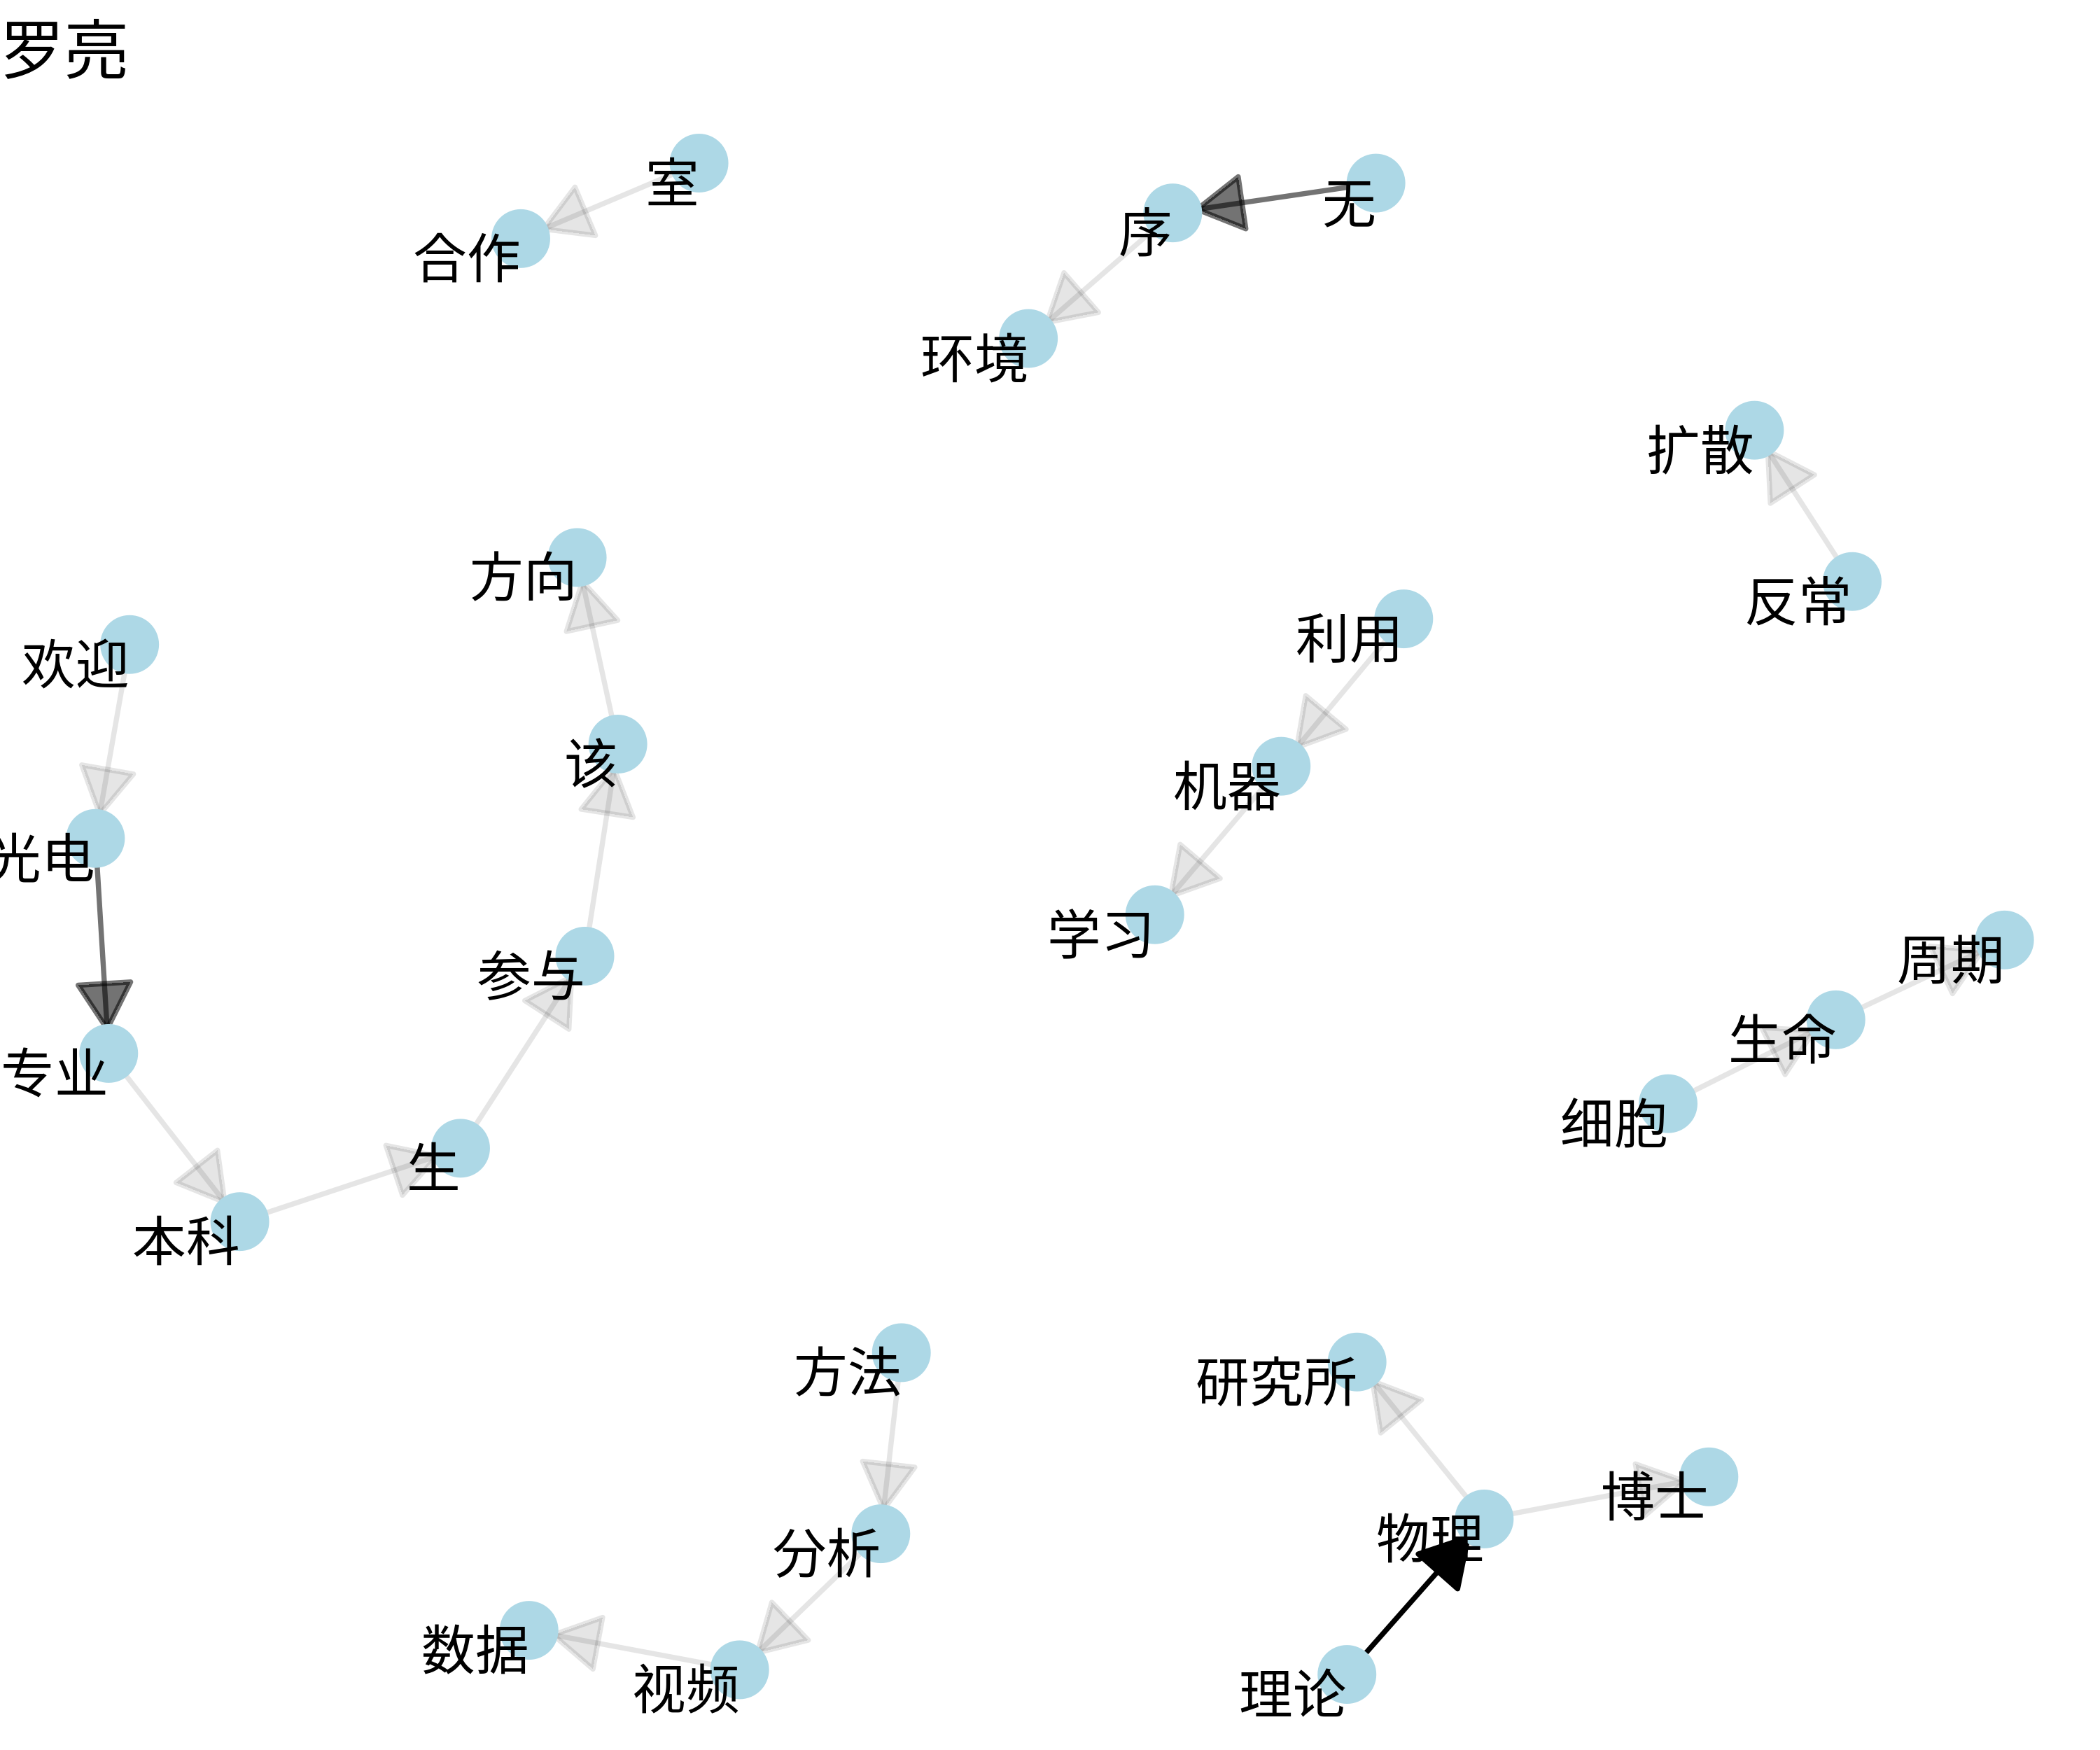 罗亮
室
合作
无
序
环境
扩散
方向
反常
利用
欢迎
该
机器
光电
学习
周期
参与
生命
专业
细胞
生
本科
方法
研究所
博士
分析
物理
数据
视频
理论